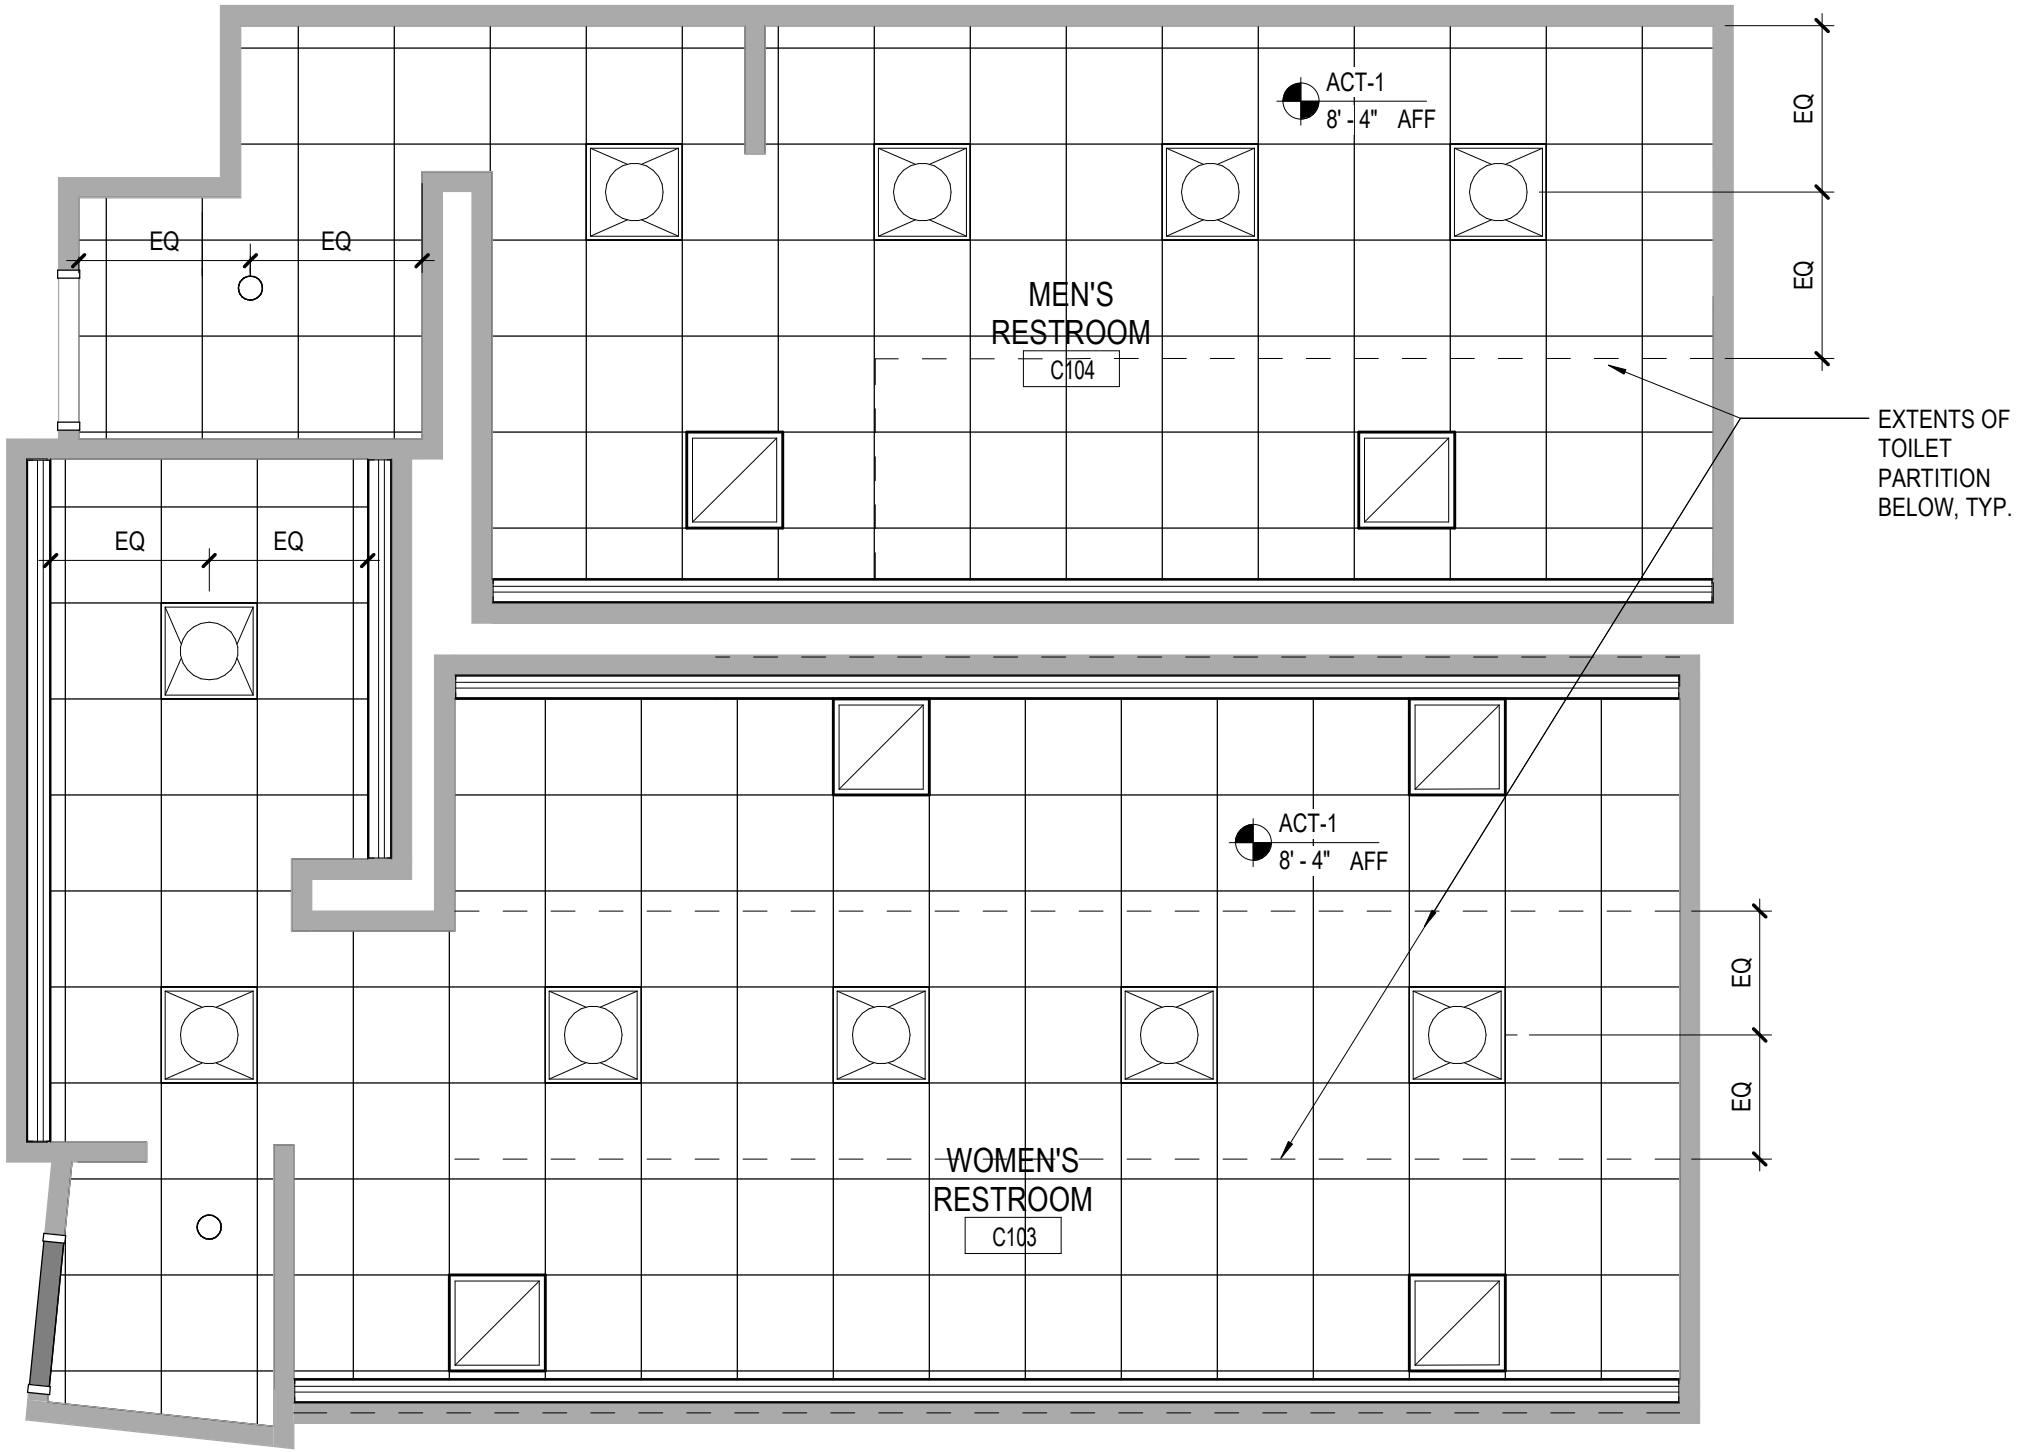 ACT-1
8' - 4" AFF
EQ
EQ
EQ
EQ
MEN'S
RESTROOM
C104
EXTENTS OF
TOILET
PARTITION
BELOW, TYP.
EQ
EQ
ACT-1
8' - 4" AFF
EQ
EQ
WOMEN'S
RESTROOM
C103